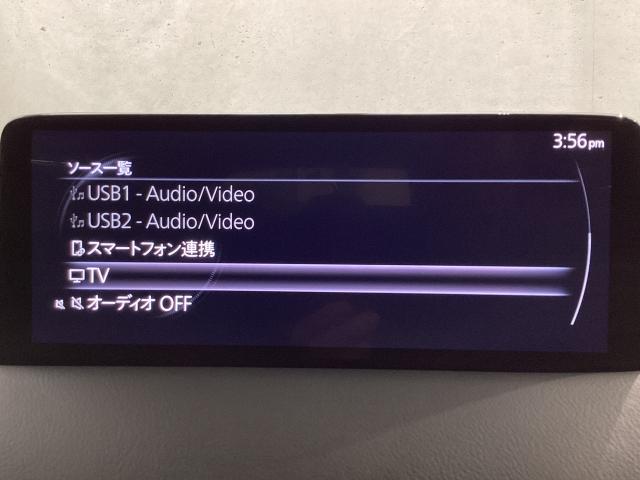 3:56pm
ソース一覧
USB1 - Audio/Video
USB2 - Audio/Video
スマートフォン連携
TV
オーディオ OFF